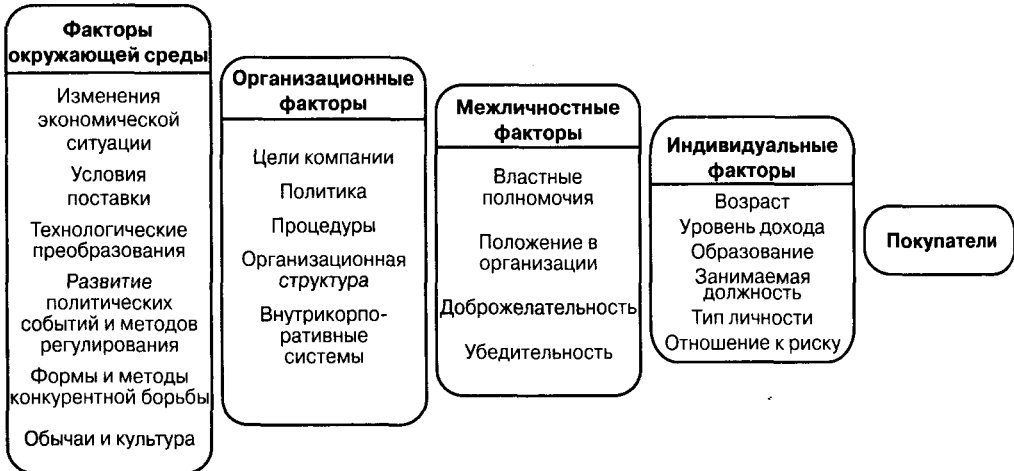 Факторы
окружающей среды
Изменения
экономической
ситуации
Условия
поставки
Технологические
преобразования
Развитие
политических
событий и методов
регулирования
Формы и методы
конкурентной борьбы
Обычаи и культура
Организационные
факторы
Цели компании
Политика
Процедуры
Организационная
структура
Внутрикорпо-
ративные
системы
Межличностные
факторы
Властные
полномочия
Положение в
организации
Доброжелательность
Убедительность
Индивидуальные
факторы
Возраст
Уровень дохода
Образование
Занимаемая
должность
Тип личности
Отношение к риску
Покупатели